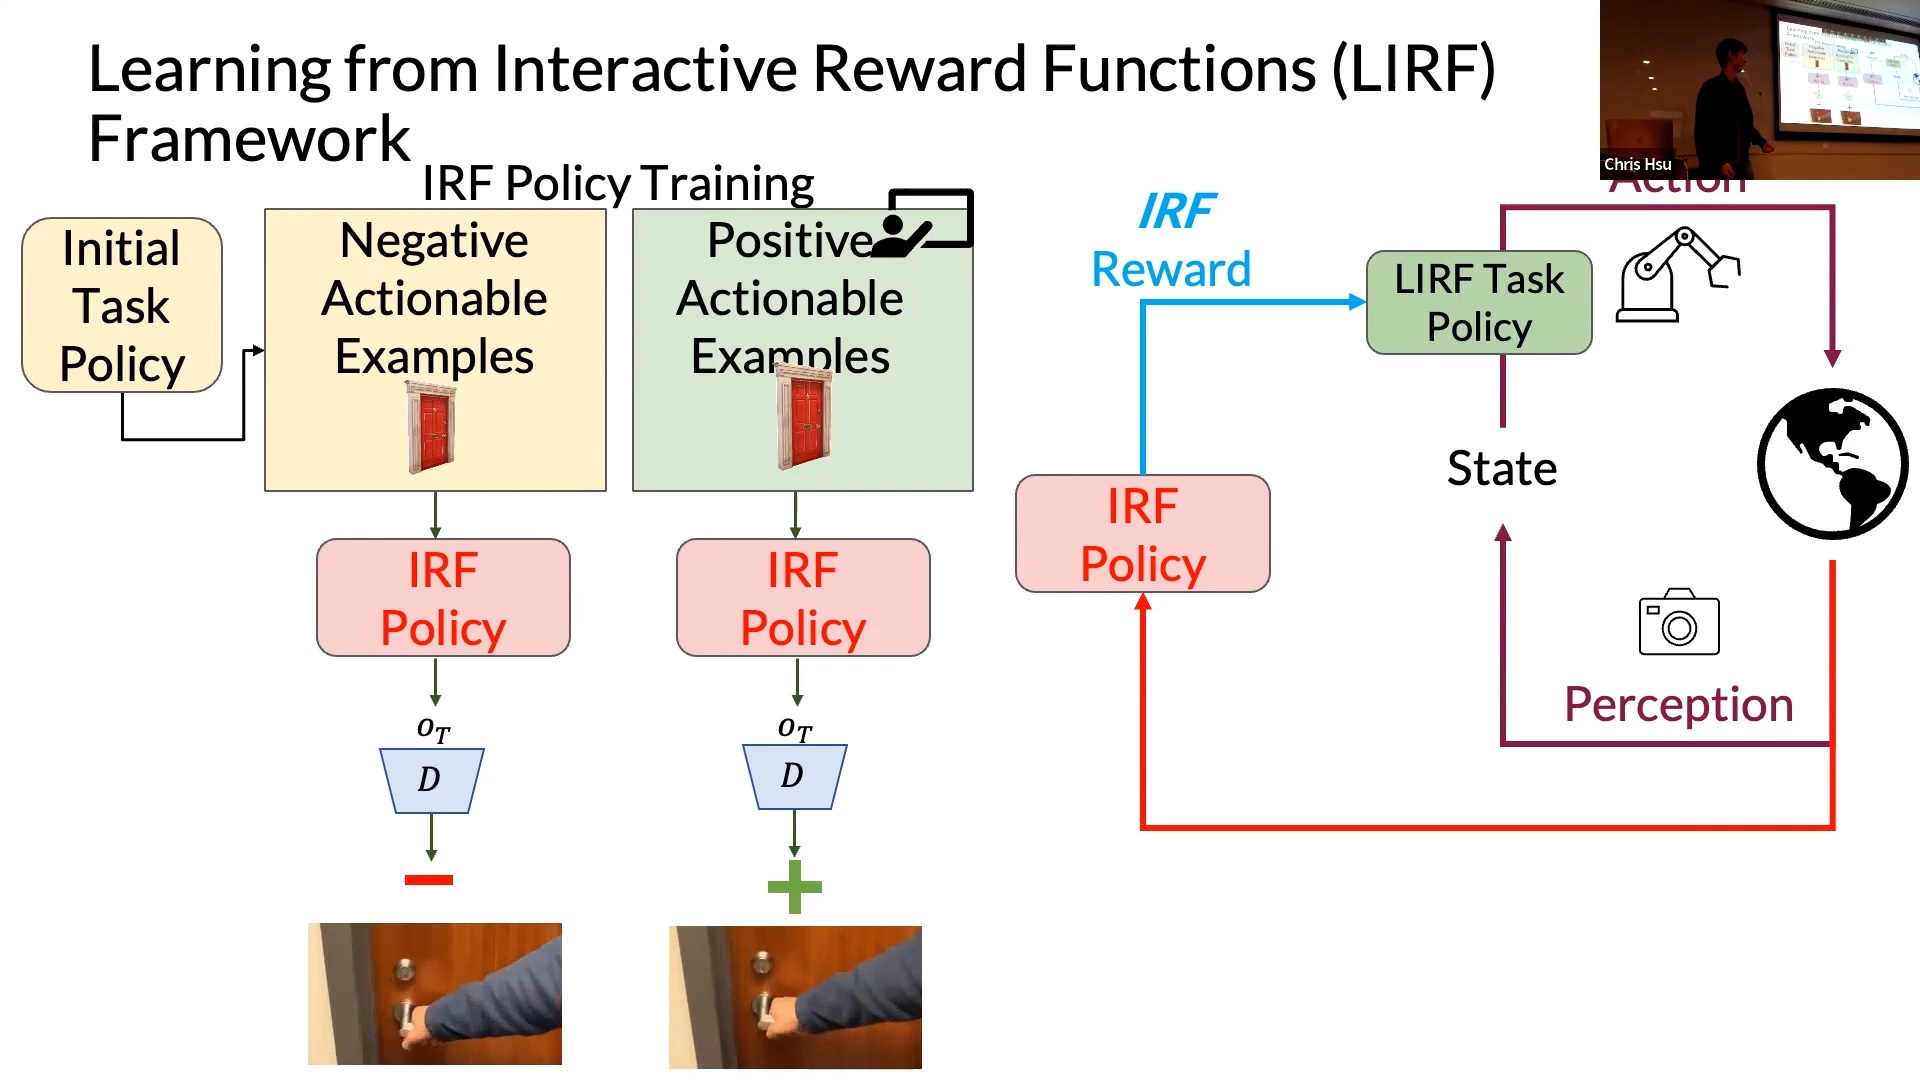 Learning from Interactive Reward Functions (LIRF)
Framework
IRF Policy Training
Initial
Task
Policy
Negative
Actionable
Examples
Positive
Actionable
Examples
IRF
Policy
IRF
Policy
o_T
D
o_T
D
IRF
Reward
IRF
Policy
LIRF Task
Policy
State
Perception
Action
Chris Hsu